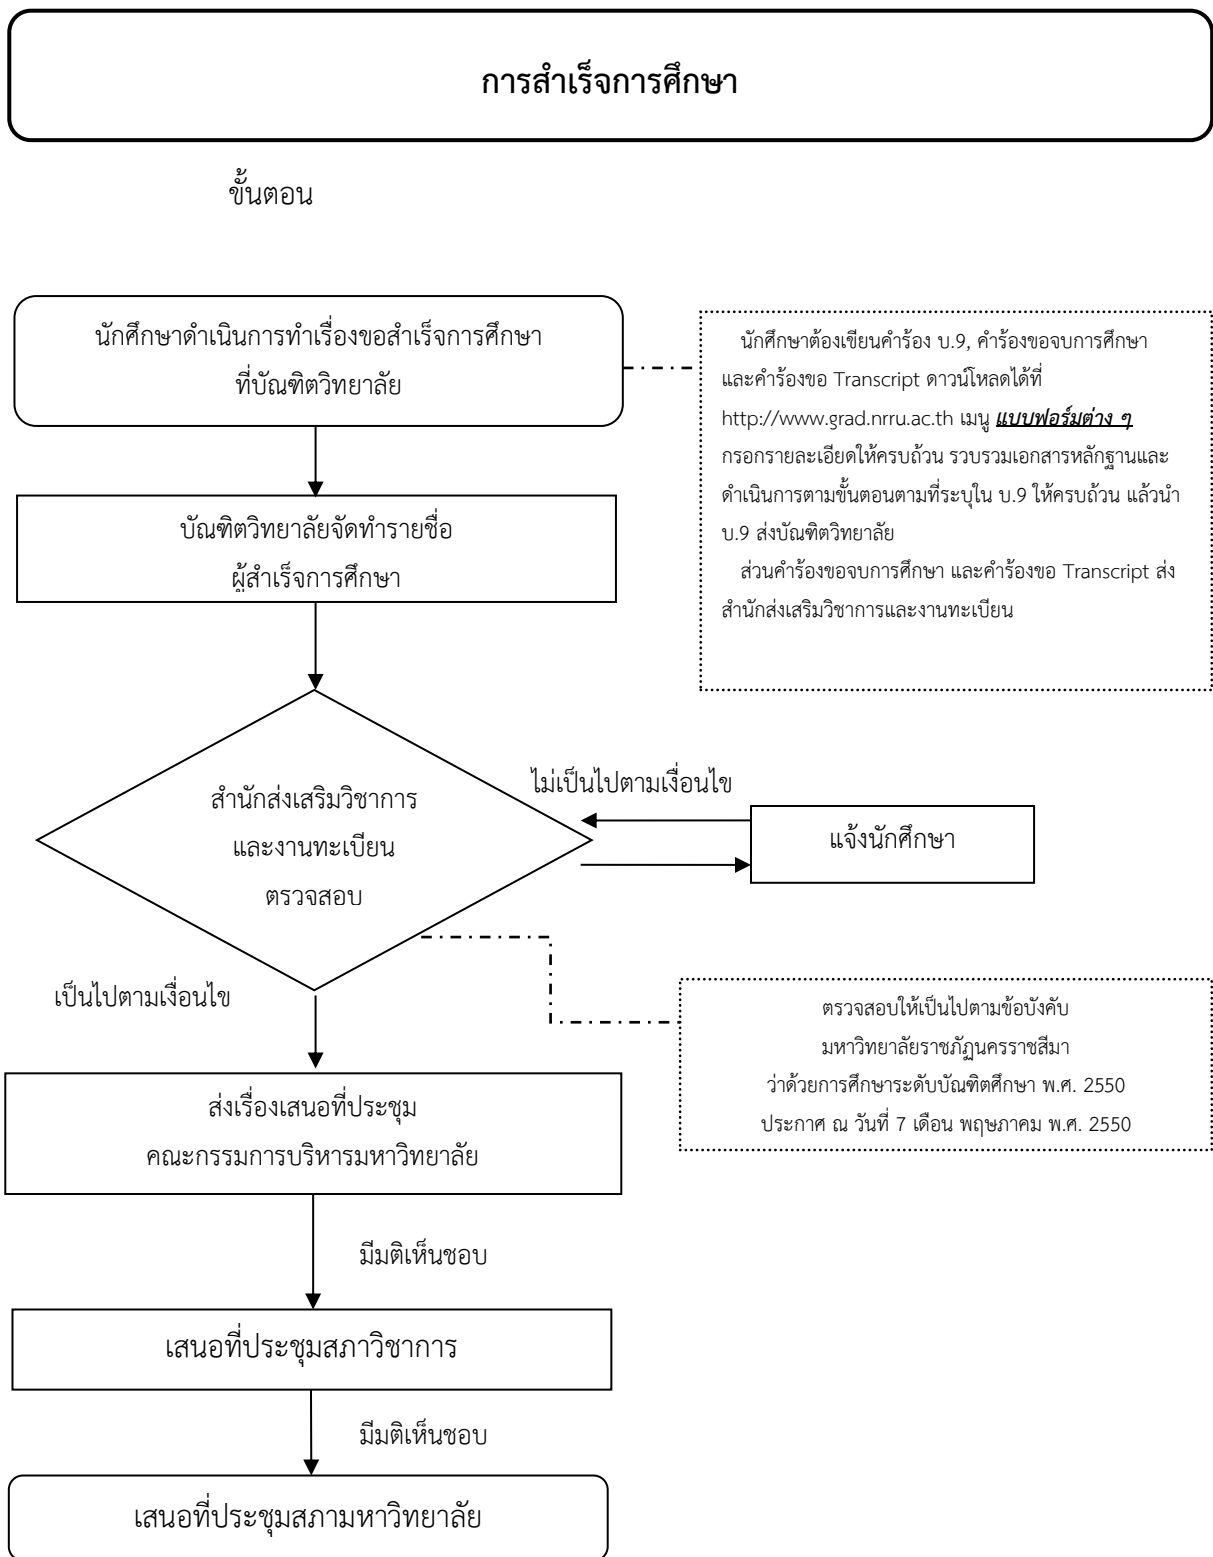 การสำเร็จการศึกษา
ขั้นตอน
นักศึกษาดำเนินการทำเรื่องขอสำเร็จการศึกษา
ที่บัณฑิตวิทยาลัย
นักศึกษาต้องเขียนคำร้อง บ.9, คำร้องขอจบการศึกษา
และคำร้องขอ Transcript ดาวน์โหลดได้ที่
http://www.grad.nrru.ac.th เมนู แบบฟอร์มต่าง ๆ
กรอกรายละเอียดให้ครบถ้วน รวบรวมเอกสารหลักฐานและ
ดำเนินการตามขั้นตอนตามที่ระบุใน บ.9 ให้ครบถ้วน แล้วนำ
บ.9 ส่งบัณฑิตวิทยาลัย
ส่วนคำร้องขอจบการศึกษา และคำร้องขอ Transcript ส่ง
สำนักส่งเสริมวิชาการและงานทะเบียน
บัณฑิตวิทยาลัยจัดทำรายชื่อ
ผู้สำเร็จการศึกษา
สำนักส่งเสริมวิชาการ
และงานทะเบียน
ตรวจสอบ
ไม่เป็นไปตามเงื่อนไข
แจ้งนักศึกษา
เป็นไปตามเงื่อนไข
ตรวจสอบให้เป็นไปตามข้อบังคับ
มหาวิทยาลัยราชภัฏนครราชสีมา
ว่าด้วยการศึกษาระดับบัณฑิตศึกษา พ.ศ. 2550
ประกาศ ณ วันที่ 7 เดือน พฤษภาคม พ.ศ. 2550
ส่งเรื่องเสนอที่ประชุม
คณะกรรมการบริหารมหาวิทยาลัย
มีมติเห็นชอบ
เสนอที่ประชุมสภาวิชาการ
มีมติเห็นชอบ
เสนอที่ประชุมสภามหาวิทยาลัย